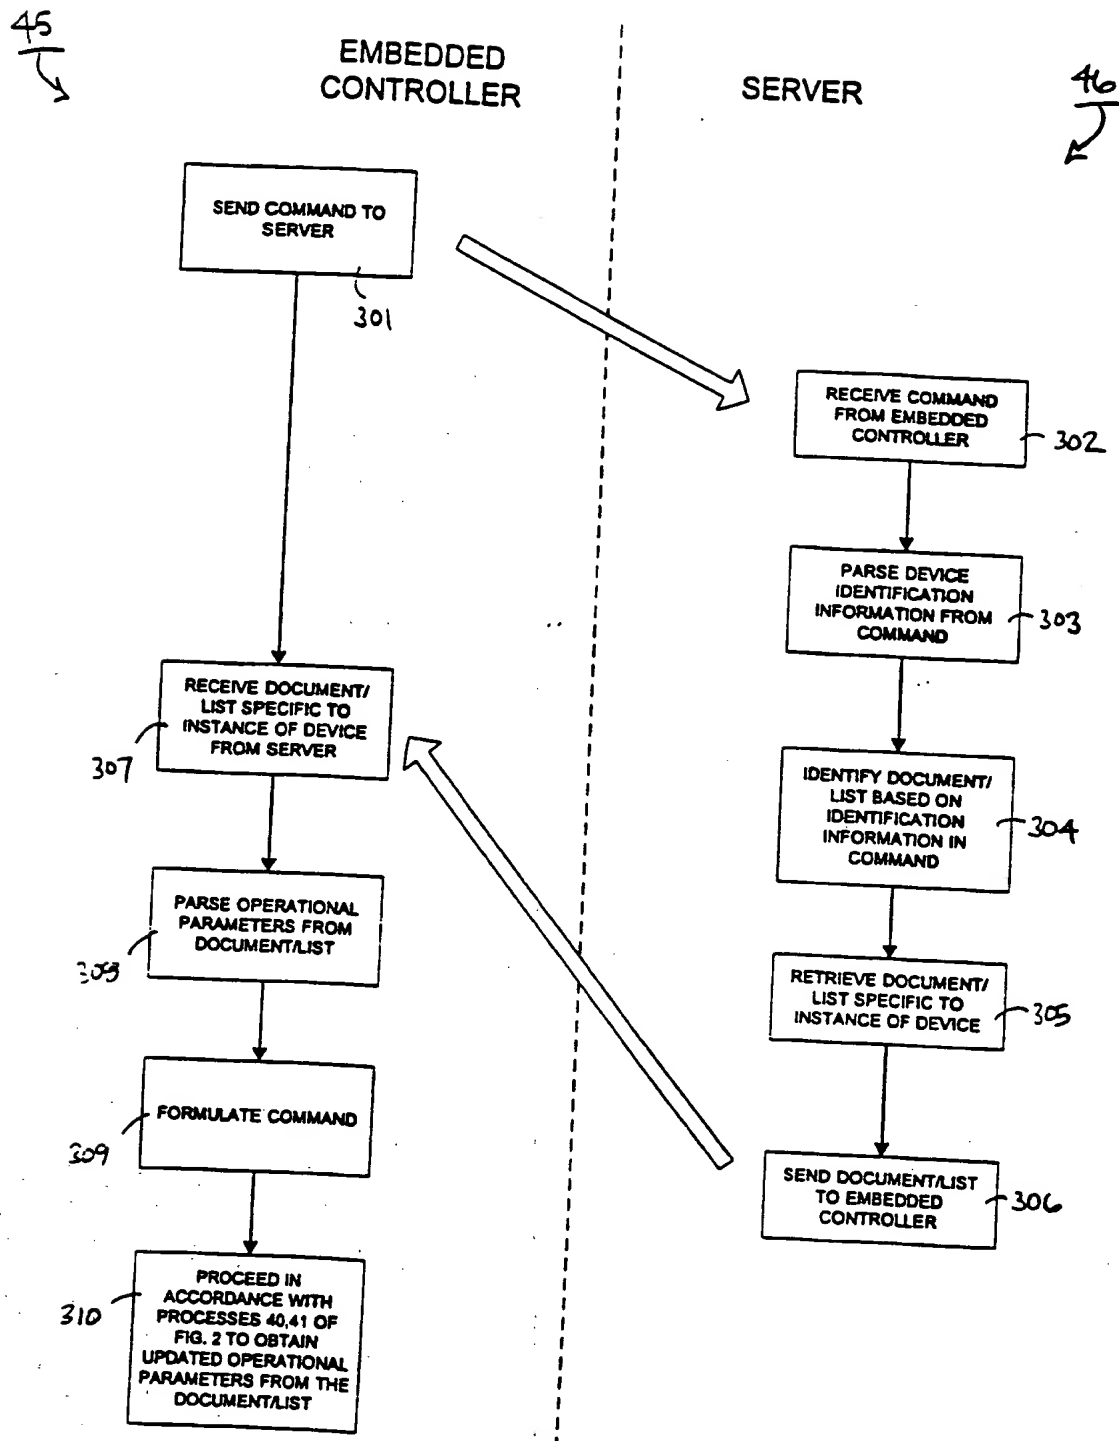 45
EMBEDDED
CONTROLLER
SERVER
46
SEND COMMAND TO
SERVER
301
RECEIVE COMMAND
FROM EMBEDDED
CONTROLLER
302
PARSE DEVICE
IDENTIFICATION
INFORMATION FROM
COMMAND
303
RECEIVE DOCUMENT/
LIST SPECIFIC TO
INSTANCE OF DEVICE
FROM SERVER
307
IDENTIFY DOCUMENT/
LIST BASED ON
IDENTIFICATION
INFORMATION IN
COMMAND
304
PARSE OPERATIONAL
PARAMETERS FROM
DOCUMENT/LIST
308
RETRIEVE DOCUMENT/
LIST SPECIFIC TO
INSTANCE OF DEVICE
305
FORMULATE COMMAND
309
SEND DOCUMENT/LIST
TO EMBEDDED
CONTROLLER
306
PROCEED IN
ACCORDANCE WITH
PROCESSES 40,41 OF
FIG. 2 TO OBTAIN
UPDATED OPERATIONAL
PARAMETERS FROM THE
DOCUMENT/LIST
310